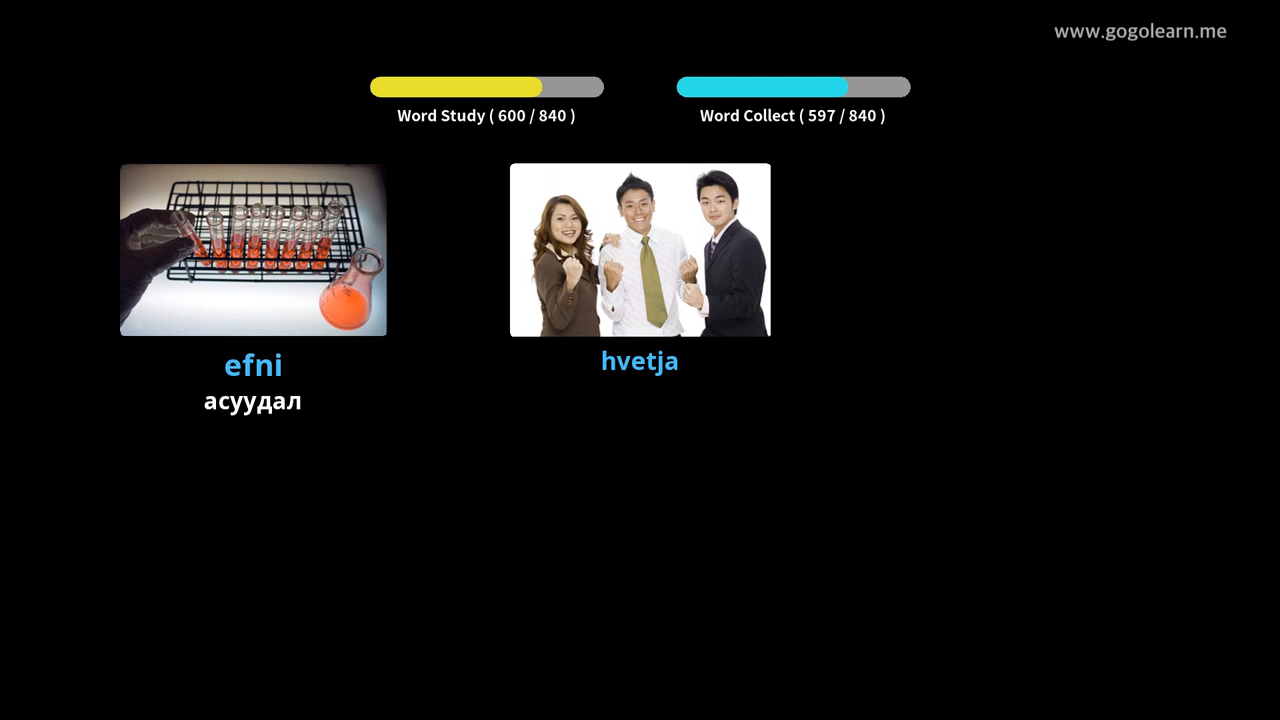 www.gogolearn.me
Word Study ( 600 / 840 )
Word Collect ( 597 / 840 )
efni
асуудал
hvetja